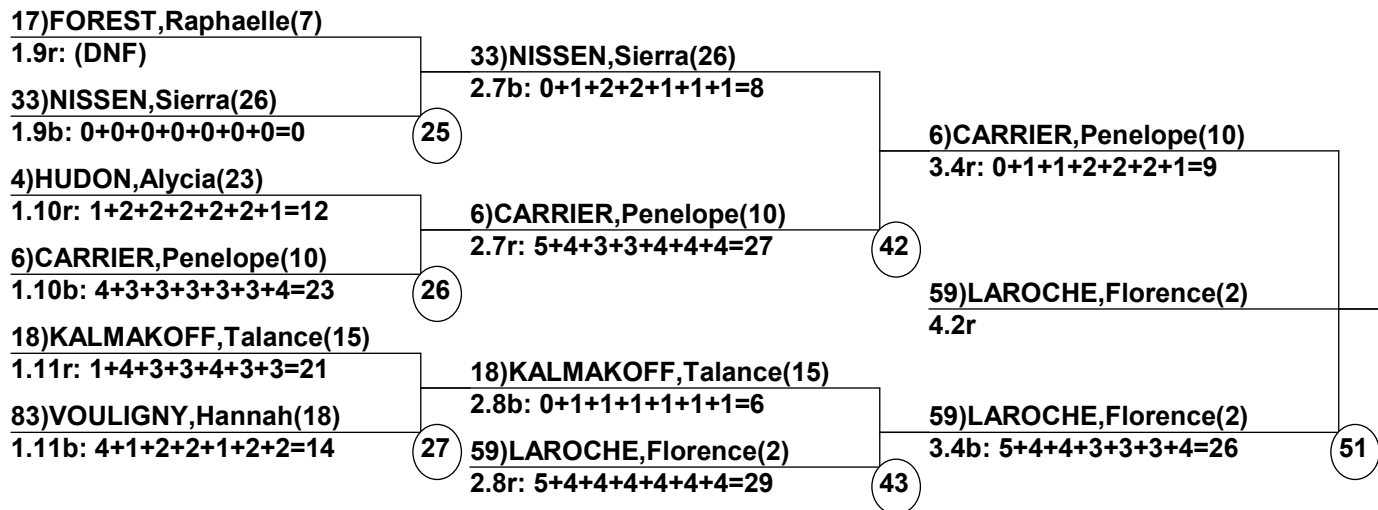 17)FOREST,Raphaelle(7)
1.9r: (DNF)
33)NISSEN,Sierra(26)
1.9b: 0+0+0+0+0+0+0=0
25
4)HUDON,Alycia(23)
1.10r: 1+2+2+2+2+2+1=12
6)CARRIER,Penelope(10)
1.10b: 4+3+3+3+3+3+4=23
26
18)KALMAKOFF,Talance(15)
1.11r: 1+4+3+3+4+3+3=21
83)VOULIGNY,Hannah(18)
1.11b: 4+1+2+2+1+2+2=14
27
33)NISSEN,Sierra(26)
2.7b: 0+1+2+2+1+1+1=8
6)CARRIER,Penelope(10)
2.7r: 5+4+3+3+4+4+4=27
42
18)KALMAKOFF,Talance(15)
2.8b: 0+1+1+1+1+1+1=6
59)LAROCHE,Florence(2)
2.8r: 5+4+4+4+4+4+4=29
43
6)CARRIER,Penelope(10)
3.4r: 0+1+1+2+2+2+1=9
59)LAROCHE,Florence(2)
4.2r
59)LAROCHE,Florence(2)
3.4b: 5+4+4+3+3+3+4=26
51